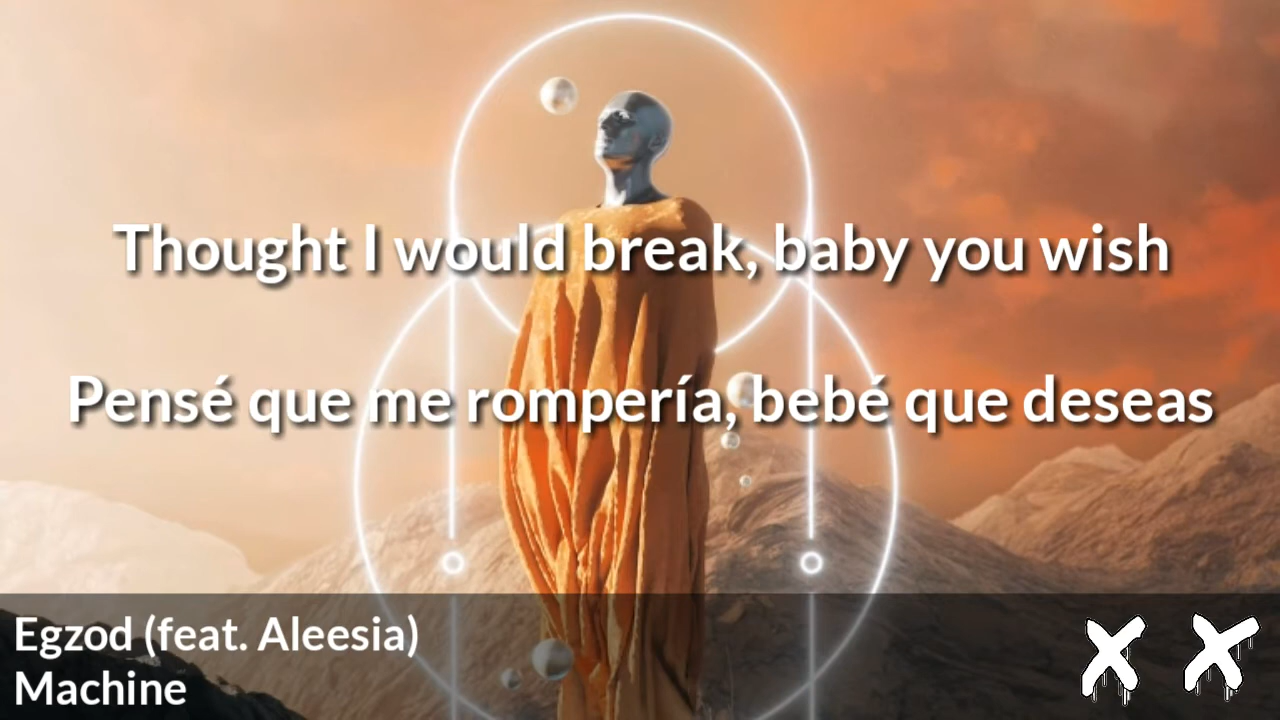 Thought I would break, baby you wish
Pensé que me rompería, bebé que deseas
Egzod (feat. Aleesia)
Machine
X X